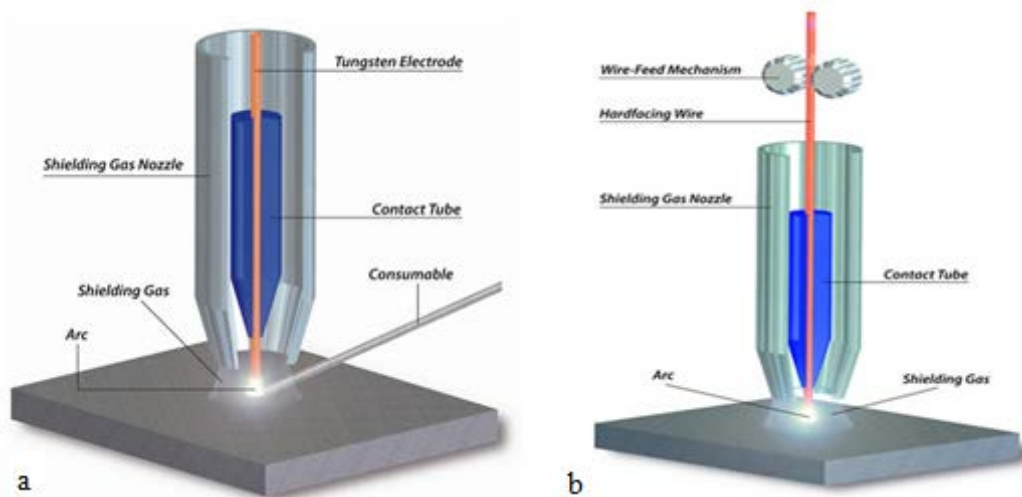 Tungsten Electrode
Shielding Gas Nozzle
Contact Tube
Consumable
Shielding Gas
Arc
a
Wire-Feed Mechanism
Hardfacing Wire
Shielding Gas Nozzle
Contact Tube
Arc
Shielding Gas
b